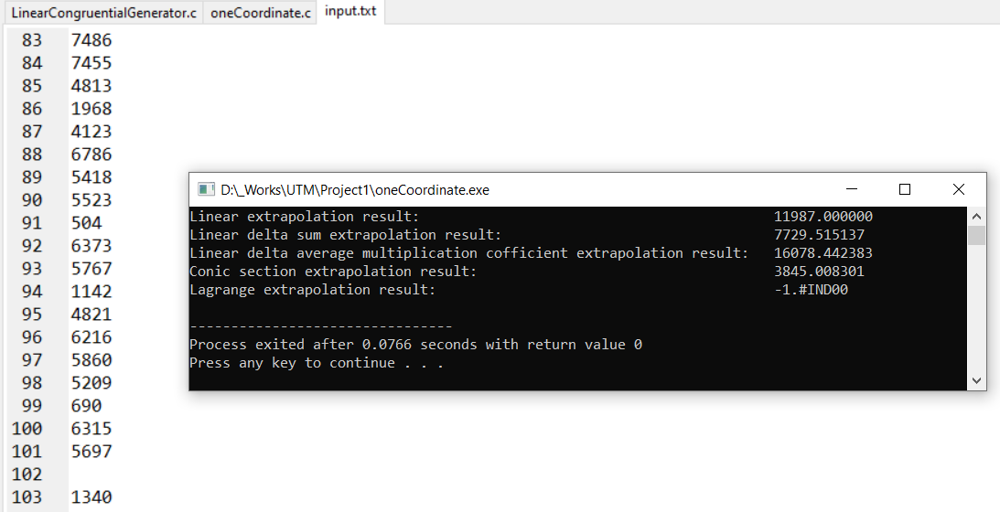 LinearCongruentialGenerator.c oneCoordinate.c input.txt
83 7486
84 7455
85 4813
86 1968
87 4123
88 6786
89 5418
90 5523
91 504
92 6373
93 5767
94 1142
95 4821
96 6216
97 5860
98 5209
99 690
100 6315
101 5697
102
103 1340
D:\_Works\UTM\Project1\oneCoordinate.exe
Linear extrapolation result: 11987.000000
Linear delta sum extrapolation result: 7729.515137
Linear delta average multiplication cofficient extrapolation result: 16078.442383
Conic section extrapolation result: 3845.008301
Lagrange extrapolation result: -1.#IND00
--------------------------------
Process exited after 0.0766 seconds with return value 0
Press any key to continue . . .